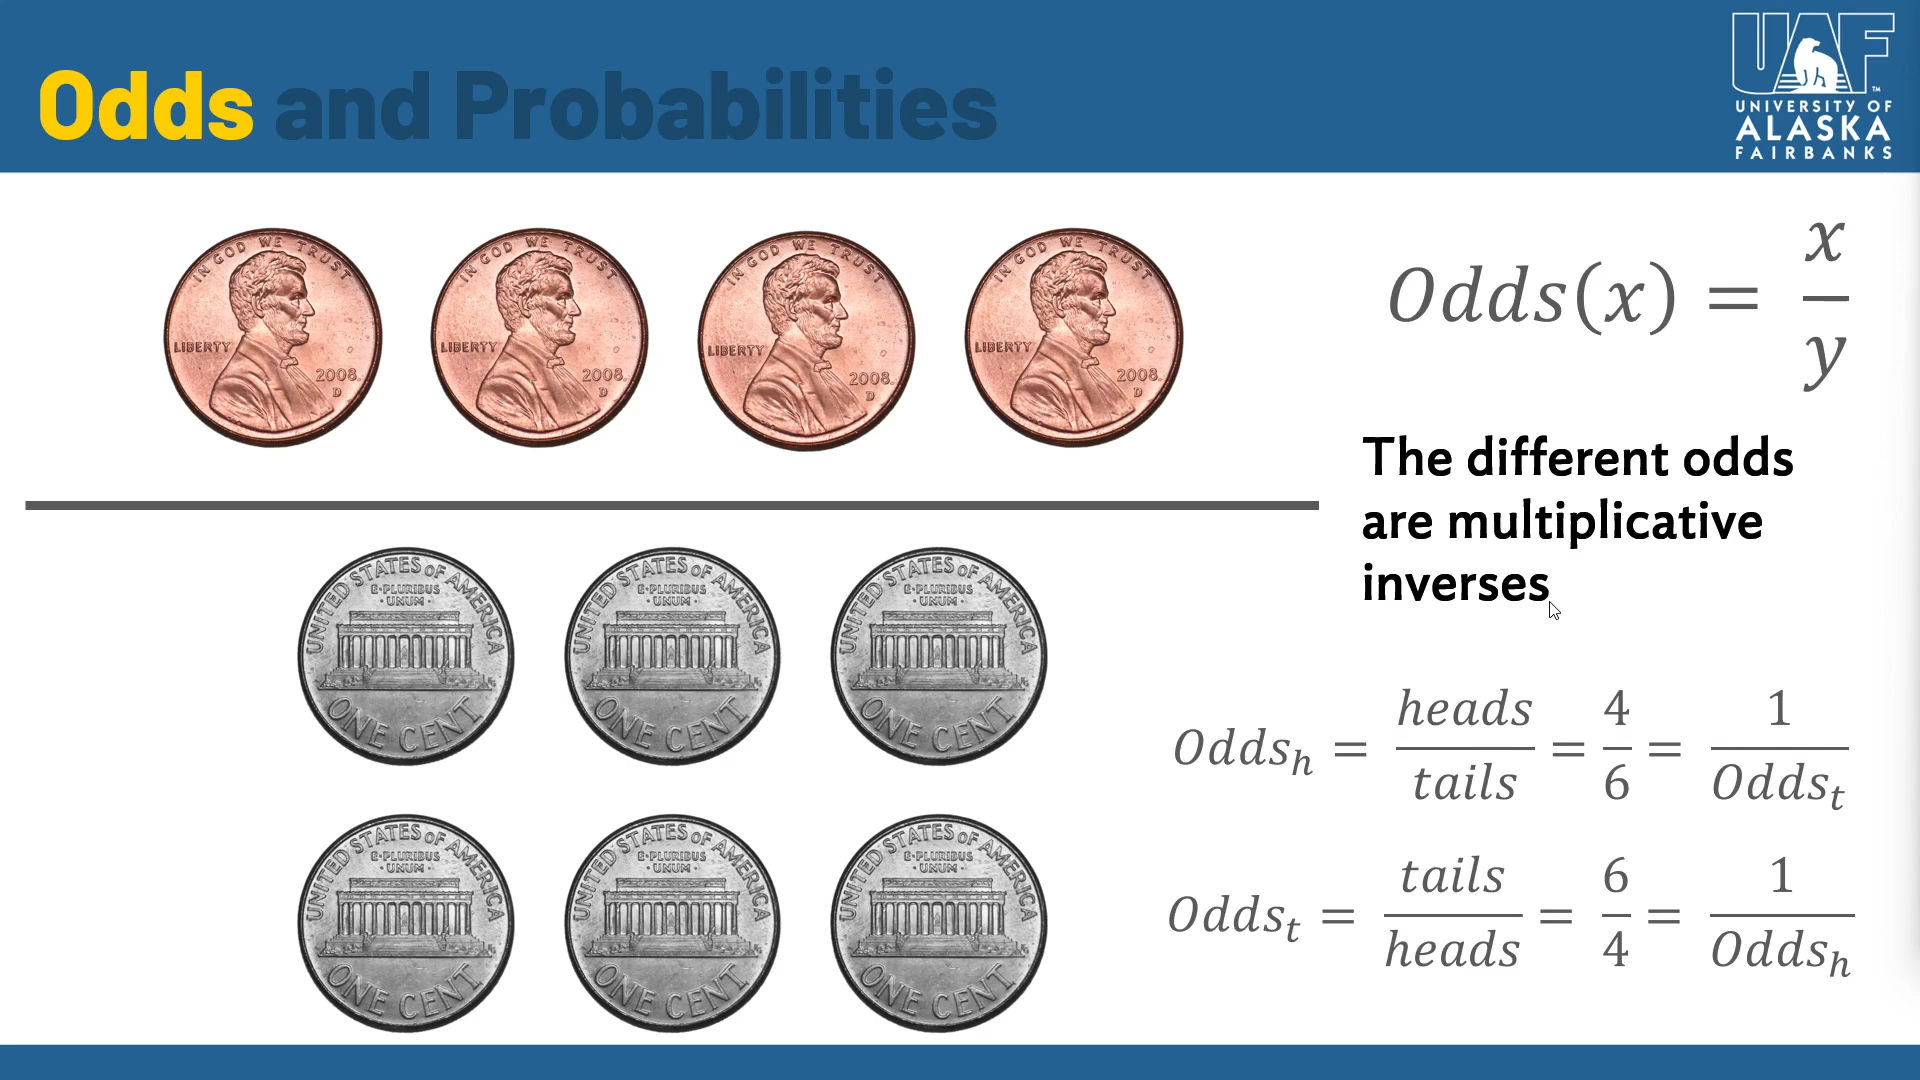 Odds and Probabilities
UAF
™
UNIVERSITY OF
ALASKA
FAIRBANKS
IN GOD WE TRUST
LIBERTY
2008
D
IN GOD WE TRUST
LIBERTY
2008
D
IN GOD WE TRUST
LIBERTY
2008
D
IN GOD WE TRUST
LIBERTY
2008
D
Odds(x) = x/y
The different odds
are multiplicative
inverses
UNITED STATES OF AMERICA
E·PLURIBUS
·UNUM·
ONE CENT
UNITED STATES OF AMERICA
E·PLURIBUS
·UNUM·
ONE CENT
UNITED STATES OF AMERICA
E·PLURIBUS
·UNUM·
ONE CENT
Odds_h = heads/tails = 4/6 = 1/Odds_t
UNITED STATES OF AMERICA
E·PLURIBUS
·UNUM·
ONE CENT
UNITED STATES OF AMERICA
E·PLURIBUS
·UNUM·
ONE CENT
UNITED STATES OF AMERICA
E·PLURIBUS
·UNUM·
ONE CENT
Odds_t = tails/heads = 6/4 = 1/Odds_h